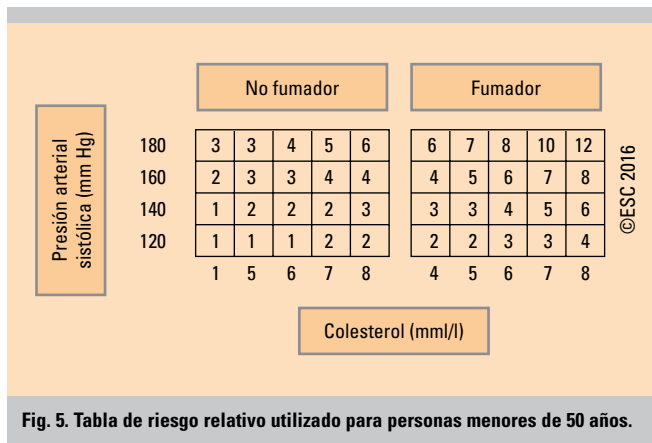 No fumador Fumador
Presión arterial
sistólica (mm Hg)
180 3 3 4 5 6 6 7 8 10 12
160 2 3 3 4 4 4 5 6 7 8
140 1 2 2 2 3 3 3 4 5 6
120 1 1 1 2 2 2 2 3 3 4
1 5 6 7 8 4 5 6 7 8
©ESC 2016
Colesterol (mml/l)
Fig. 5. Tabla de riesgo relativo utilizado para personas menores de 50 años.